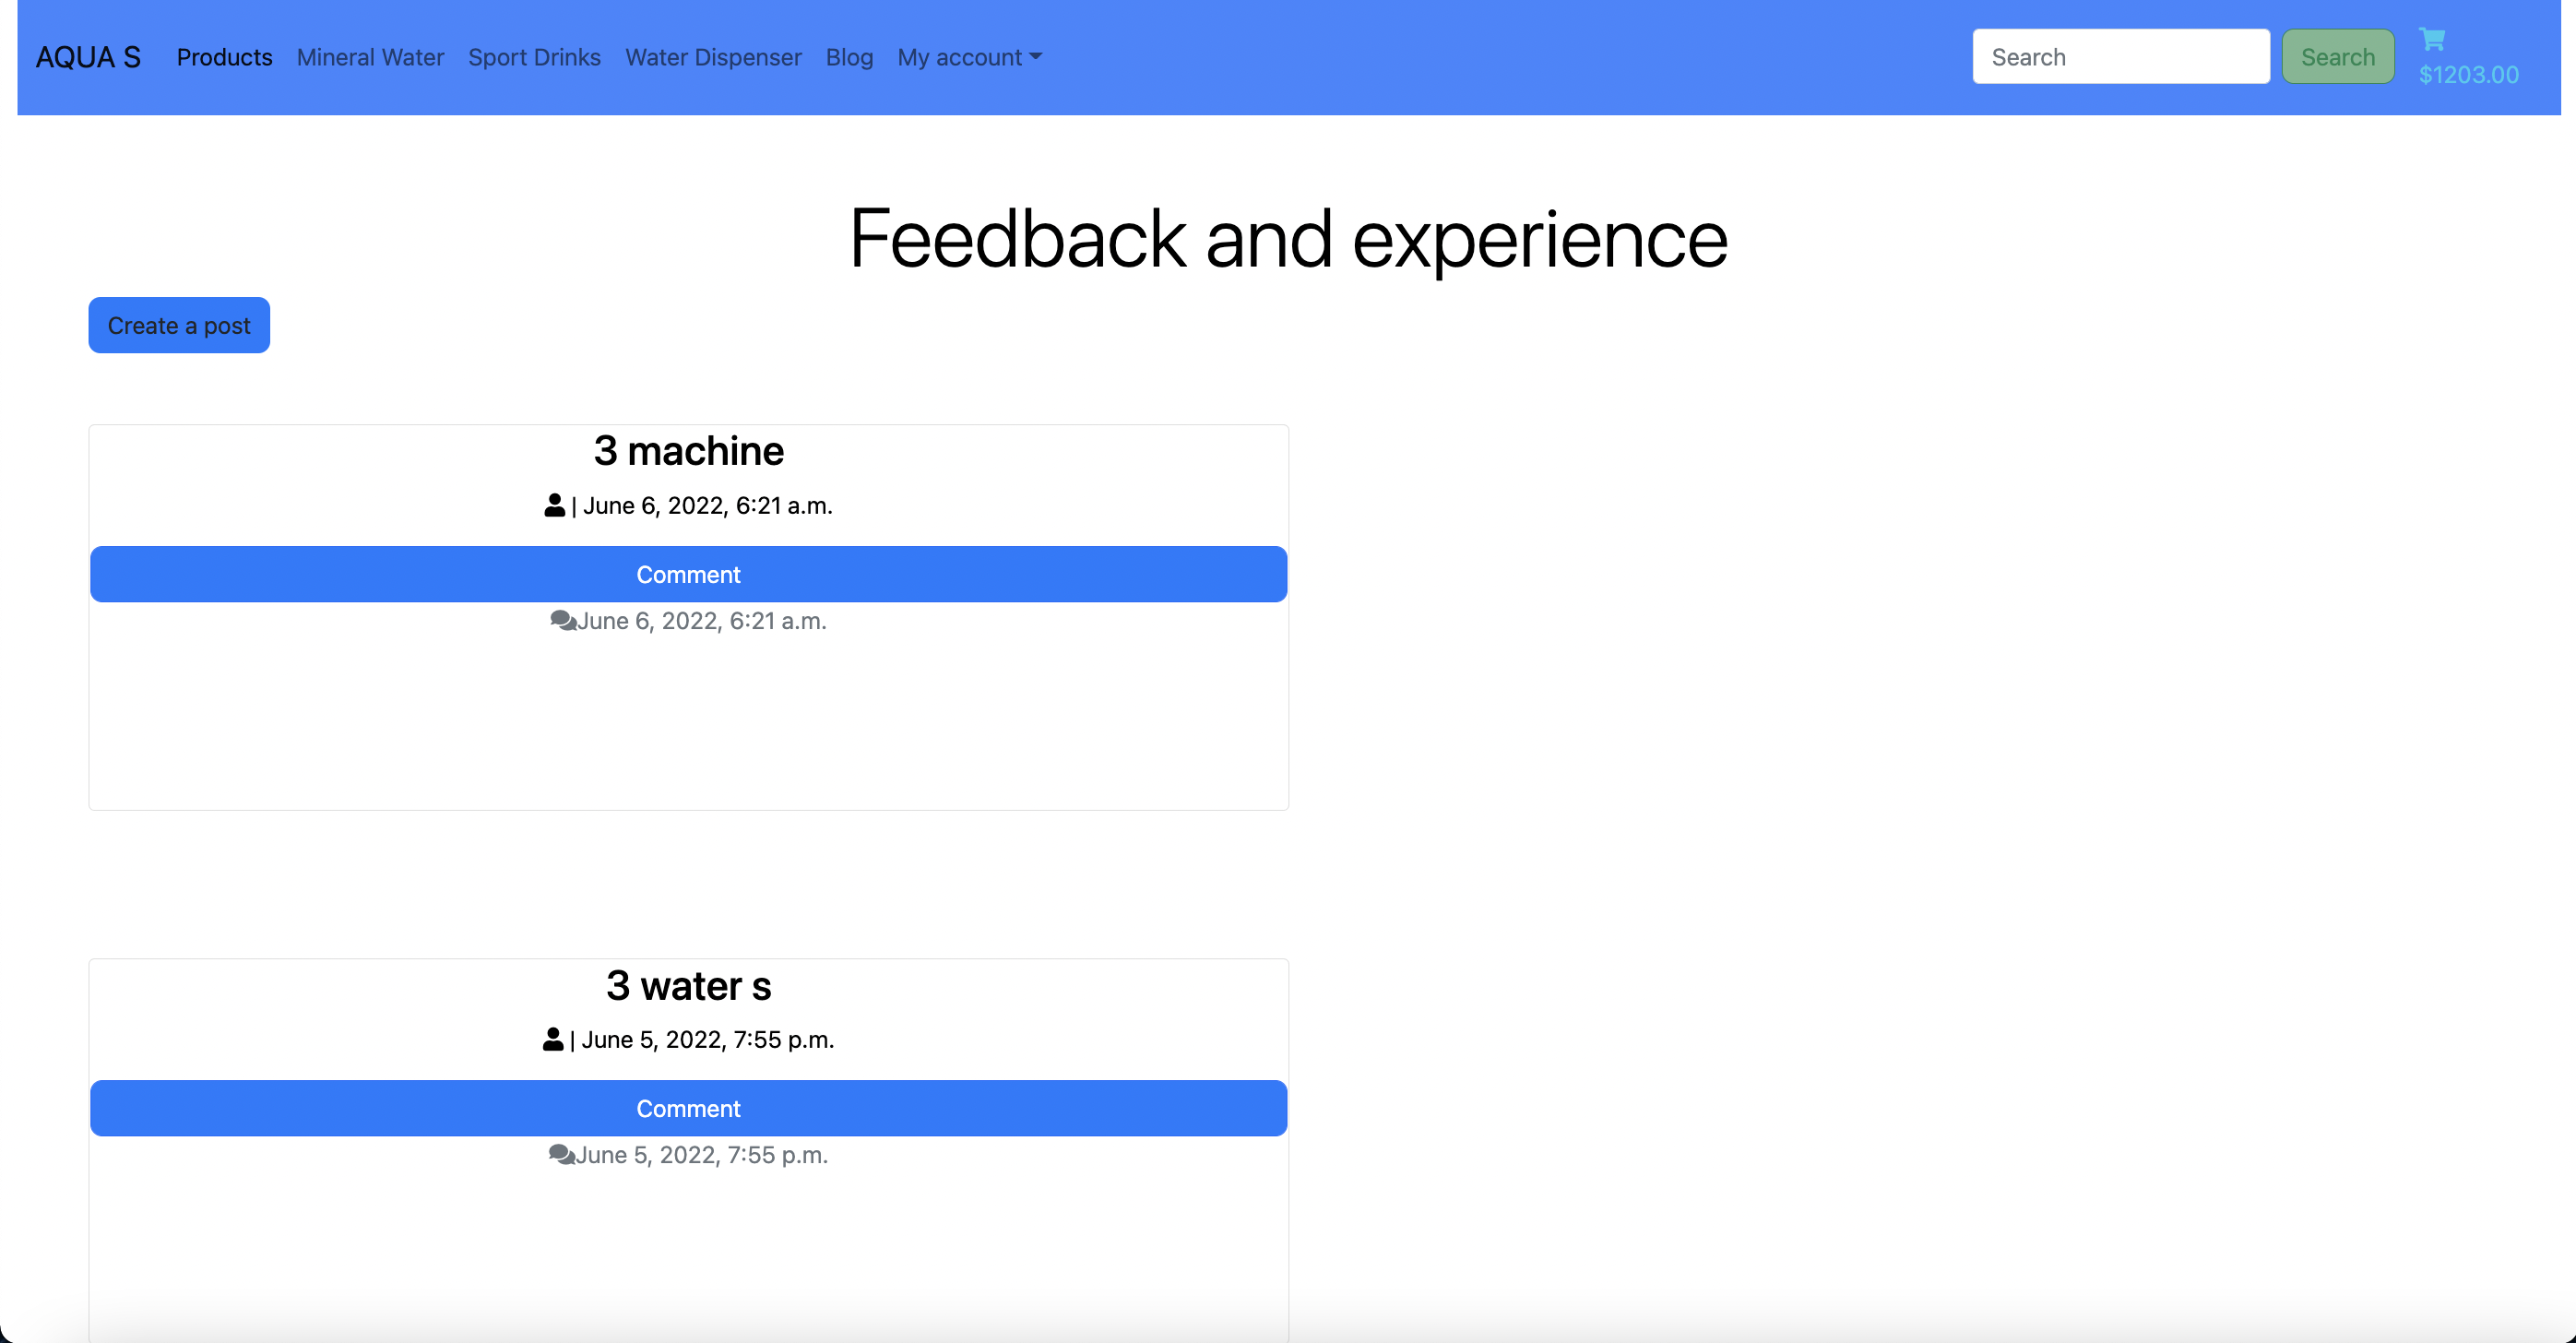 AQUA S Products Mineral Water Sport Drinks Water Dispenser Blog My account Search Search $1203.00
Feedback and experience
Create a post
3 machine
| June 6, 2022, 6:21 a.m.
Comment
June 6, 2022, 6:21 a.m.
3 water s
| June 5, 2022, 7:55 p.m.
Comment
June 5, 2022, 7:55 p.m.